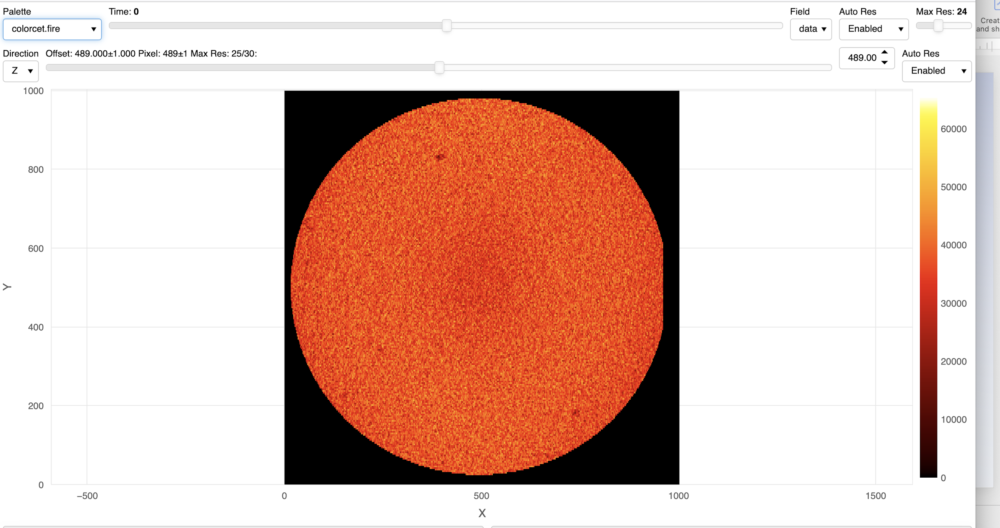 Palette
Time: 0
Field
Auto Res
Max Res: 24
colorcet.fire
data
Enabled
Creat
and sh
Direction
Offset: 489.000±1.000 Pixel: 489±1 Max Res: 25/30:
489.00
Auto Res
Z
Enabled
1000
800
600
400
200
0
Y
−500
0
500
1000
1500
X
60000
50000
40000
30000
20000
10000
0